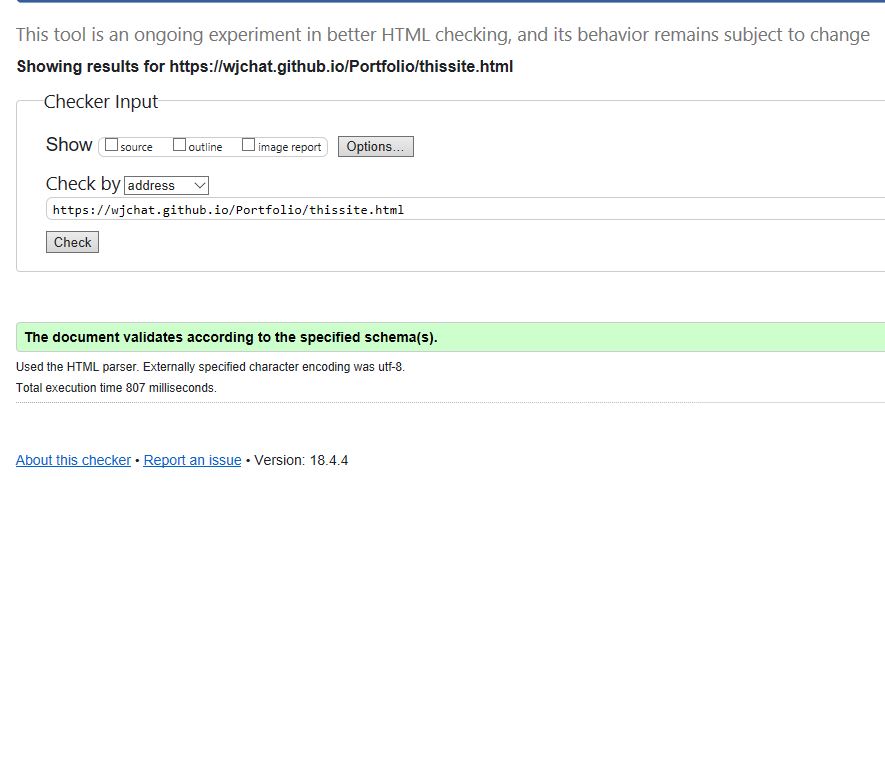 This tool is an ongoing experiment in better HTML checking, and its behavior remains subject to change
Showing results for https://wjchat.github.io/Portfolio/thissite.html
Checker Input
Show source outline image report Options...
Check by address
https://wjchat.github.io/Portfolio/thissite.html
Check
The document validates according to the specified schema(s).
Used the HTML parser. Externally specified character encoding was utf-8.
Total execution time 807 milliseconds.
About this checker • Report an issue • Version: 18.4.4